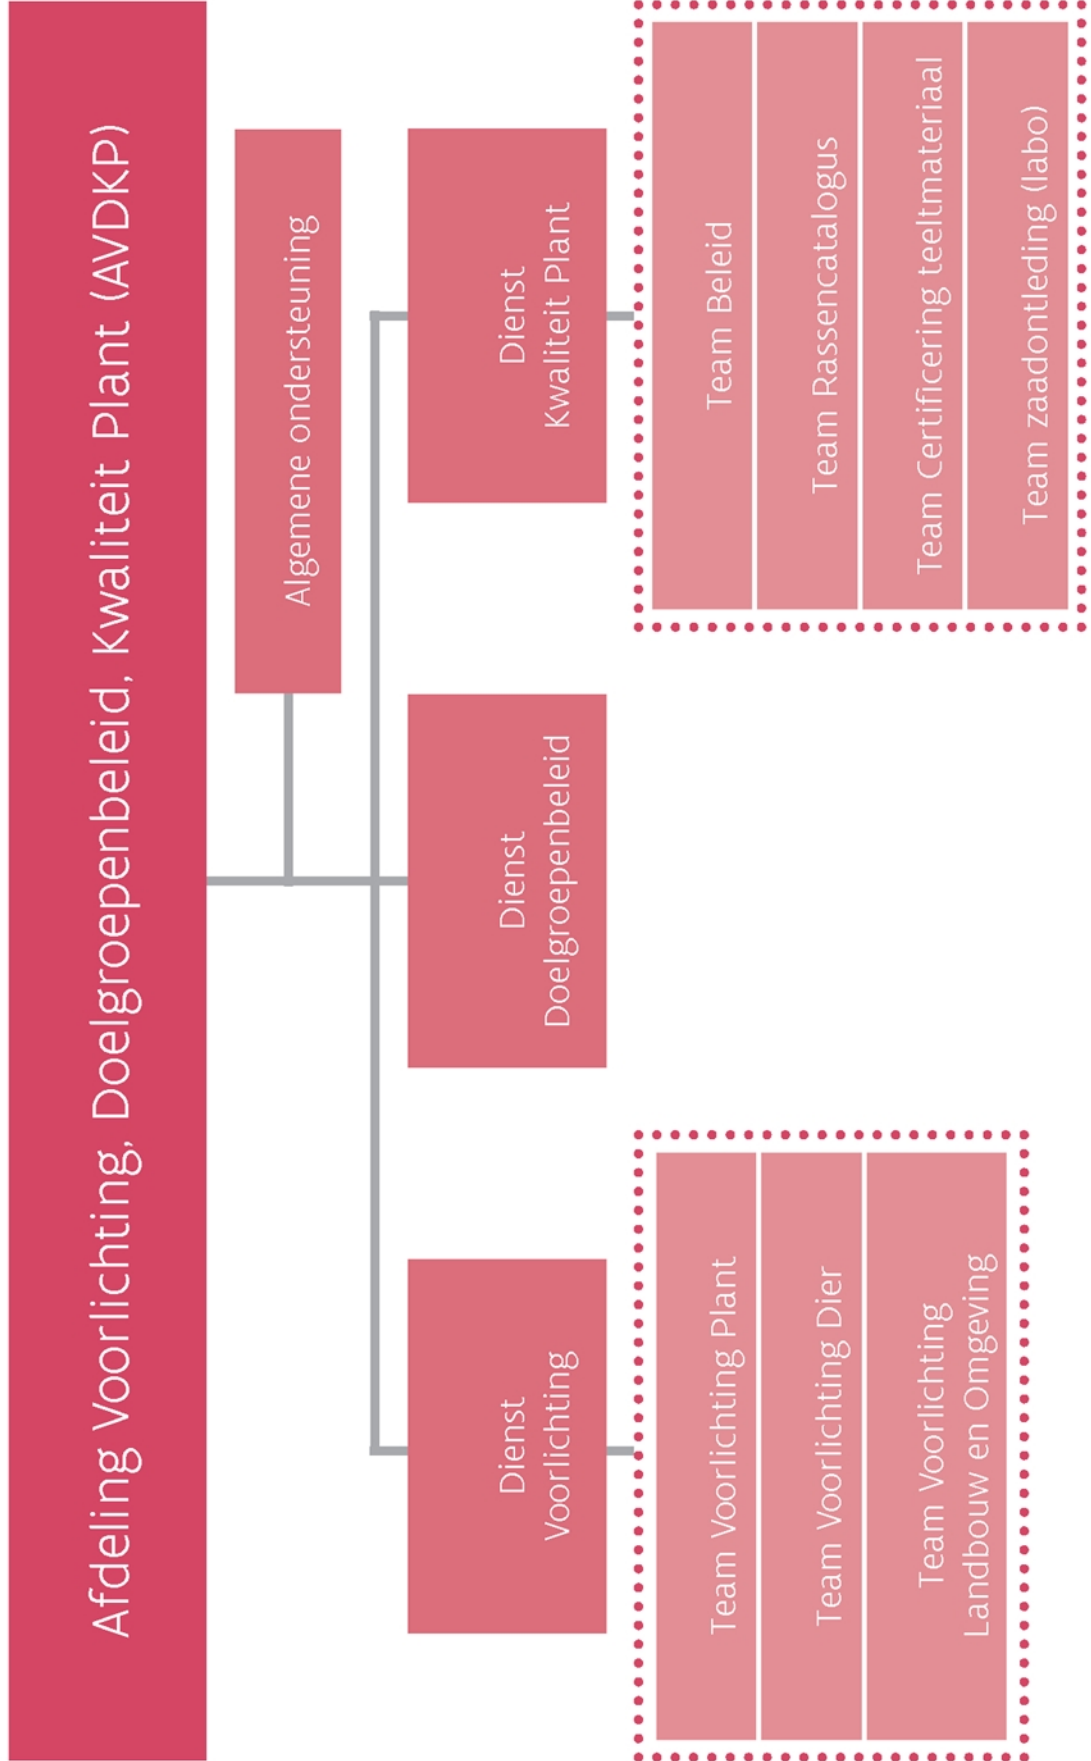 Afdeling Voorlichting, Doelgroepenbeleid, Kwaliteit Plant (AVDKP)
Algemene ondersteuning
Dienst
Voorlichting
Dienst
Doelgroepenbeleid
Dienst
Kwaliteit Plant
Team Voorlichting Plant
Team Voorlichting Dier
Team Voorlichting
Landbouw en Omgeving
Team Beleid
Team Rassencatalogus
Team Certificering teeltmateriaal
Team zaadontleding (labo)